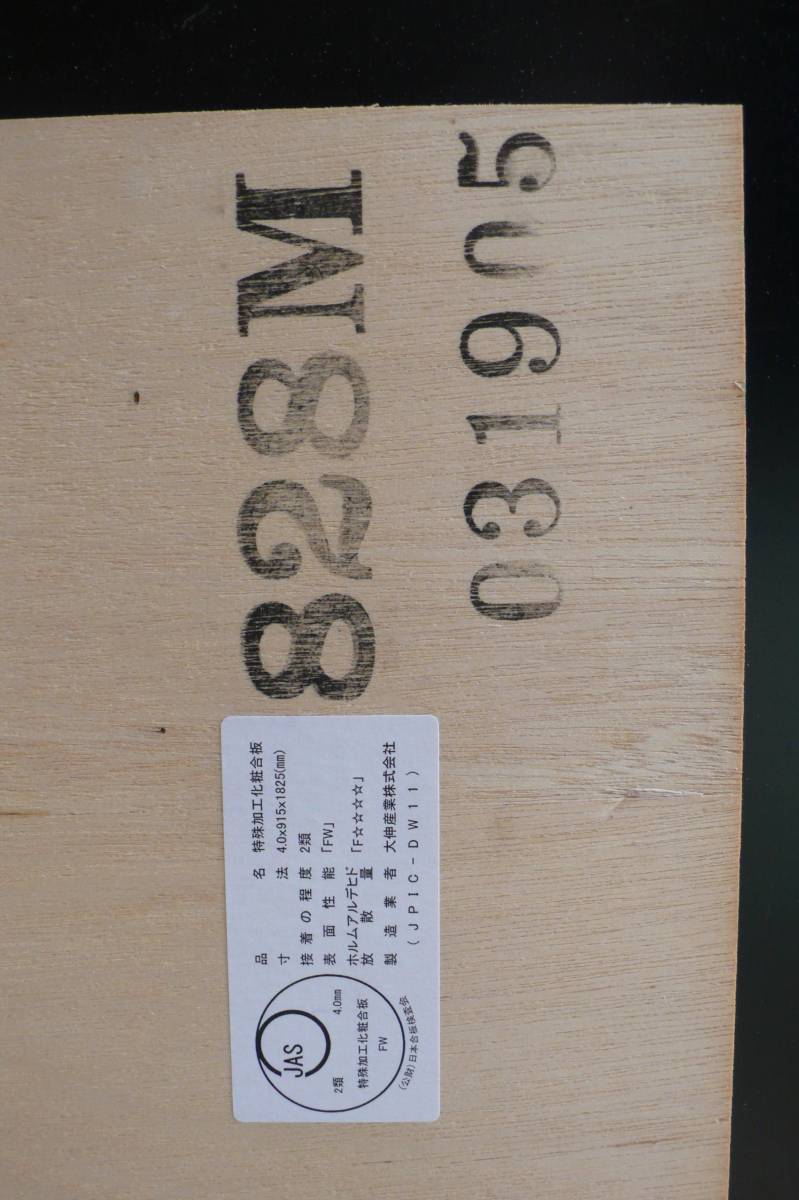 828M
031905
品名 特殊加工化粧合板
寸法 4.0x915x1825(mm)
接着の程度 2類
表面性能 「FW」
ホルムアルデヒド放散量 「F☆☆☆☆」
製造業者 大伸産業株式会社
(JPIC-DW11)
JAS
2類 4.0mm
特殊加工化粧合板
FW
(公財)日本合板検査会